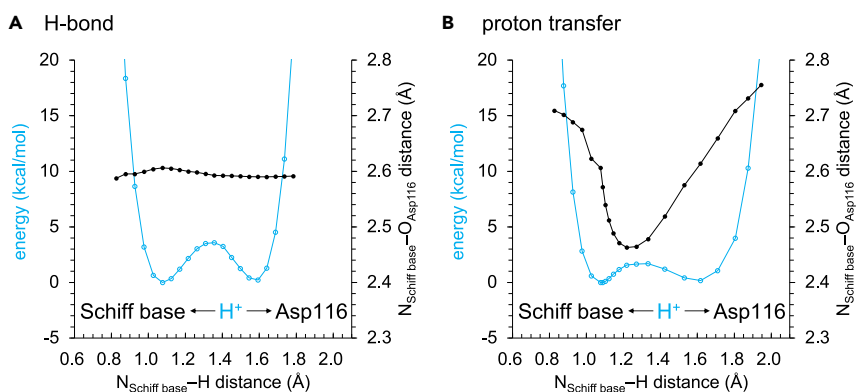 A H-bond
20
15
10
5
0
-5
energy (kcal/mol)
2.8
2.7
2.6
2.5
2.4
2.3
NSchiff base–OAsp116 distance (Å)
Schiff base ← H+ → Asp116
0.6 0.8 1.0 1.2 1.4 1.6 1.8 2.0
NSchiff base–H distance (Å)
B proton transfer
20
15
10
5
0
-5
energy (kcal/mol)
2.8
2.7
2.6
2.5
2.4
2.3
NSchiff base–OAsp116 distance (Å)
Schiff base ← H+ → Asp116
0.6 0.8 1.0 1.2 1.4 1.6 1.8 2.0
NSchiff base–H distance (Å)